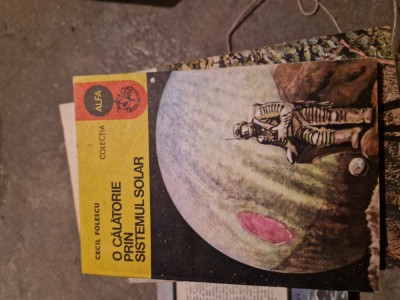 COLECȚIA
ALFA
CECIL FOLESCU
O CĂLĂTORIE
PRIN
SISTEMUL SOLAR